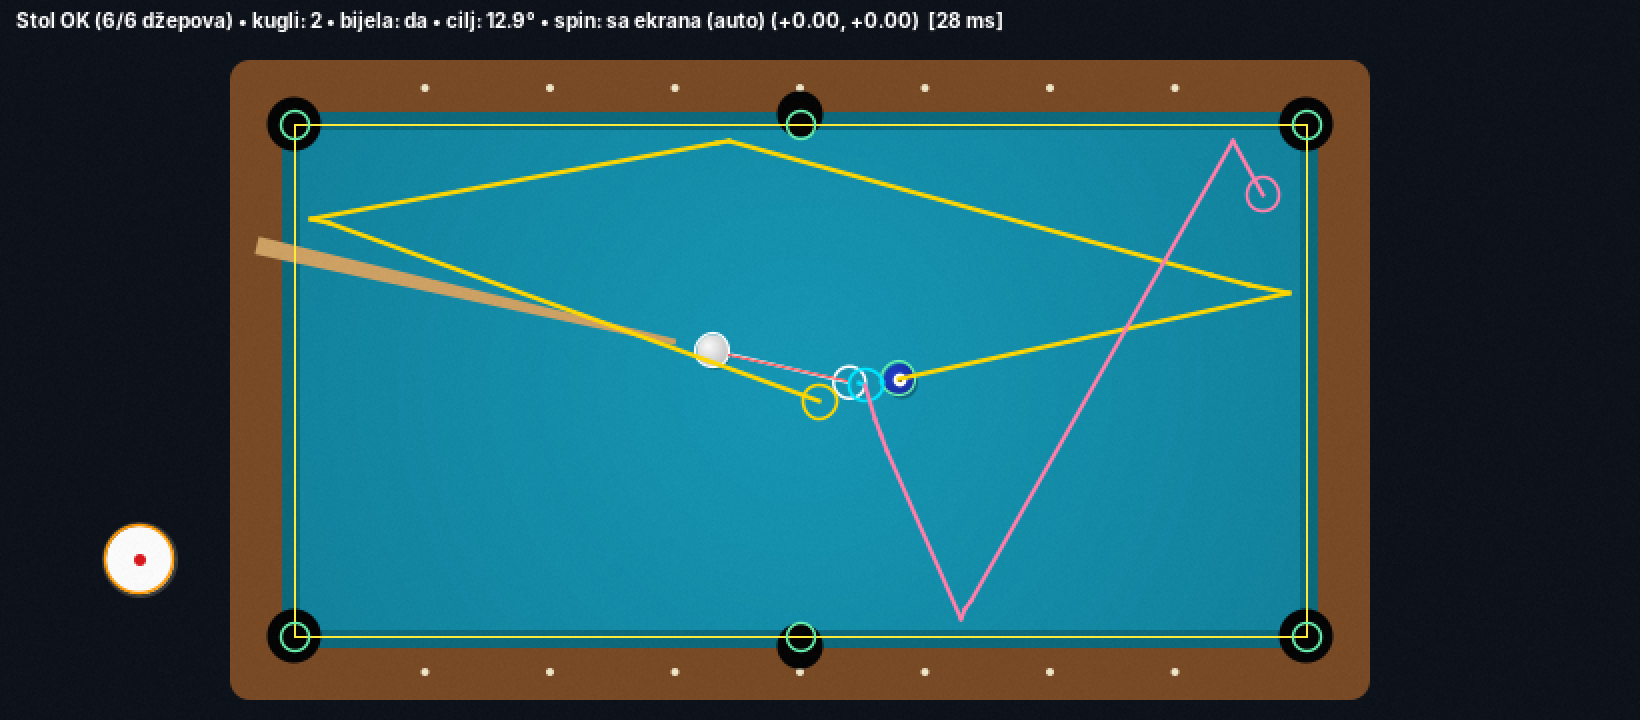 Stol OK (6/6 džepova) • kugli: 2 • bijela: da • cilj: 12.9° • spin: sa ekrana (auto) (+0.00, +0.00) [28 ms]